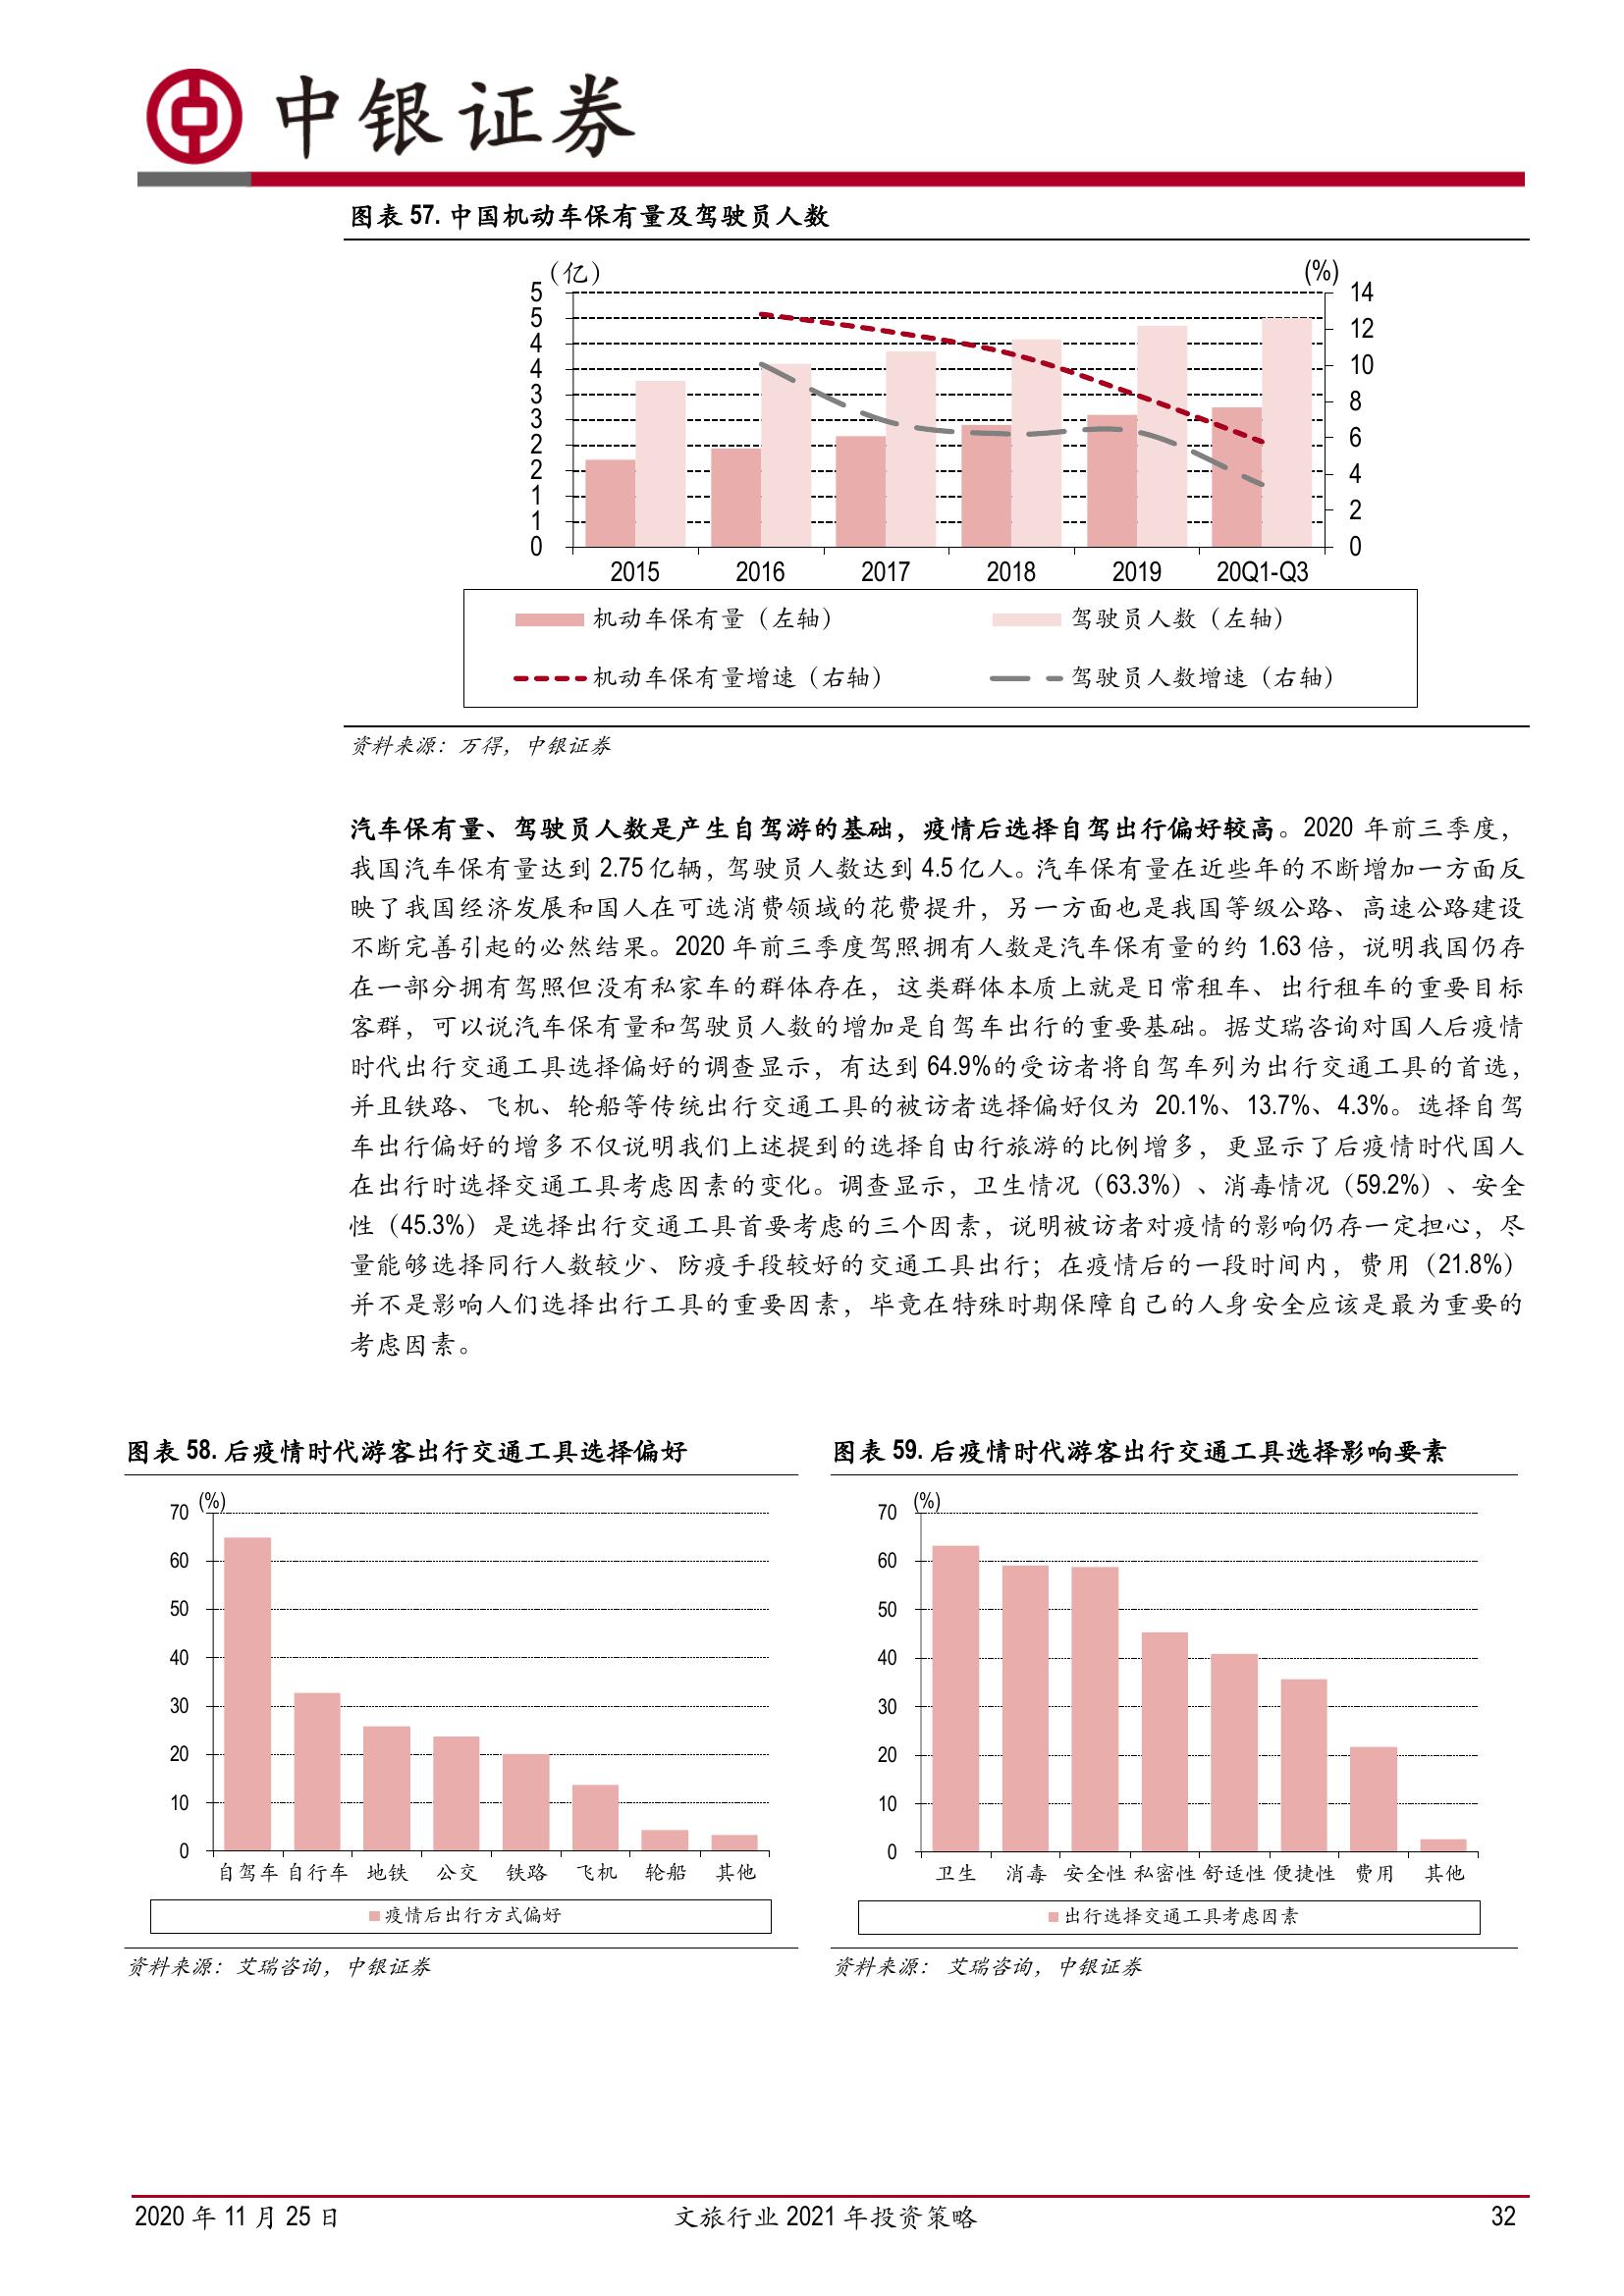 中银证券
图表 57. 中国机动车保有量及驾驶员人数
（亿） (%)
5 14
5 12
4 10
4 8
3 6
3 4
2 2
2 0
1
1
0
2015 2016 2017 2018 2019 20Q1-Q3
机动车保有量（左轴） 驾驶员人数（左轴）
机动车保有量增速（右轴） 驾驶员人数增速（右轴）
资料来源：万得，中银证券
汽车保有量、驾驶员人数是产生自驾游的基础，疫情后选择自驾出行偏好较高。2020 年前三季度，
我国汽车保有量达到 2.75 亿辆，驾驶员人数达到 4.5 亿人。汽车保有量在近些年的不断增加一方面反
映了我国经济发展和国人在可选消费领域的花费提升，另一方面也是我国等级公路、高速公路建设
不断完善引起的必然结果。2020 年前三季度驾照拥有人数是汽车保有量的约 1.63 倍，说明我国仍存
在一部分拥有驾照但没有私家车的群体存在，这类群体本质上就是日常租车、出行租车的重要目标
客群，可以说汽车保有量和驾驶员人数的增加是自驾车出行的重要基础。据艾瑞咨询对国人后疫情
时代出行交通工具选择偏好的调查显示，有达到 64.9%的受访者将自驾车列为出行交通工具的首选，
并且铁路、飞机、轮船等传统出行交通工具的被访者选择偏好仅为 20.1%、13.7%、4.3%。选择自驾
车出行偏好的增多不仅说明我们上述提到的选择自由行旅游的比例增多，更显示了后疫情时代国人
在出行时选择交通工具考虑因素的变化。调查显示，卫生情况（63.3%）、消毒情况（59.2%）、安全
性（45.3%）是选择出行交通工具首要考虑的三个因素，说明被访者对疫情的影响仍存一定担心，尽
量能够选择同行人数较少、防疫手段较好的交通工具出行；在疫情后的一段时间内，费用（21.8%）
并不是影响人们选择出行工具的重要因素，毕竟在特殊时期保障自己的人身安全应该是最为重要的
考虑因素。
图表 58. 后疫情时代游客出行交通工具选择偏好
(%)
70
60
50
40
30
20
10
0
自驾车 自行车 地铁 公交 铁路 飞机 轮船 其他
疫情后出行方式偏好
资料来源：艾瑞咨询，中银证券
图表 59. 后疫情时代游客出行交通工具选择影响要素
(%)
70
60
50
40
30
20
10
0
卫生 消毒 安全性 私密性 舒适性 便捷性 费用 其他
出行选择交通工具考虑因素
资料来源： 艾瑞咨询，中银证券
2020 年 11 月 25 日 文旅行业 2021 年投资策略 32